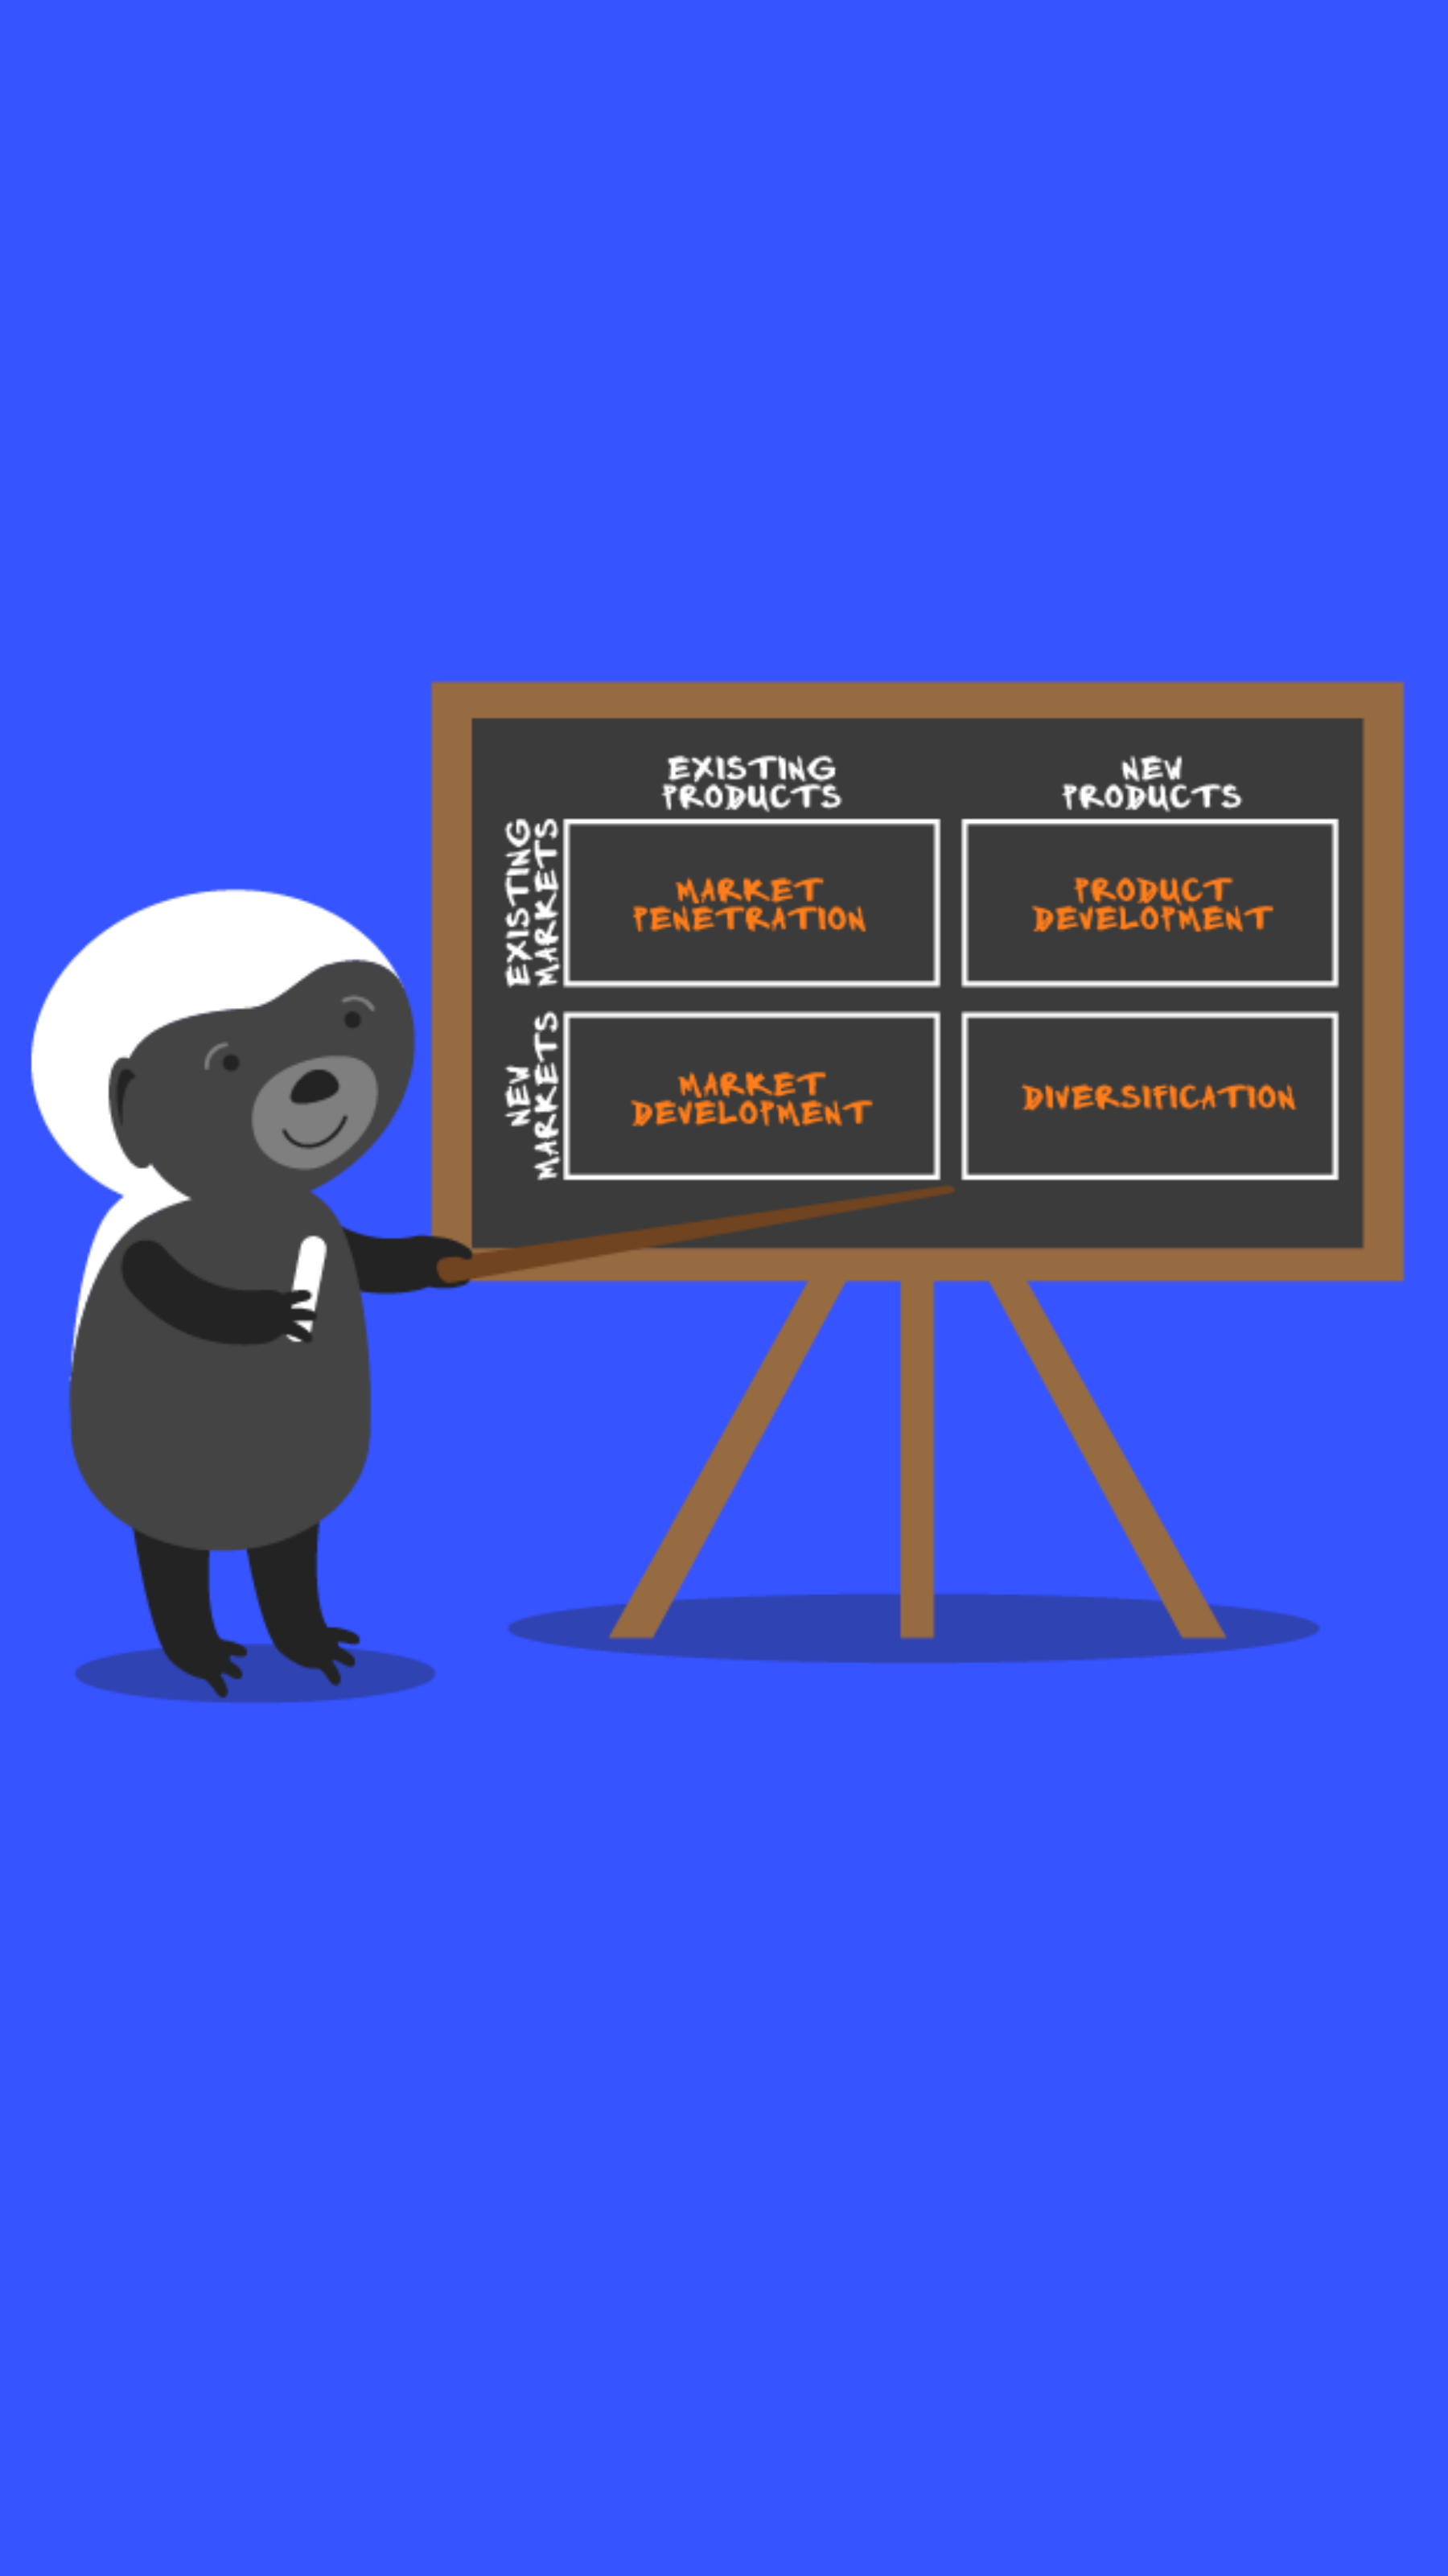 EXISTING
PRODUCTS
NEW
PRODUCTS
EXISTING
MARKETS
MARKET
PENETRATION
PRODUCT
DEVELOPMENT
NEW
MARKETS
MARKET
DEVELOPMENT
DIVERSIFICATION